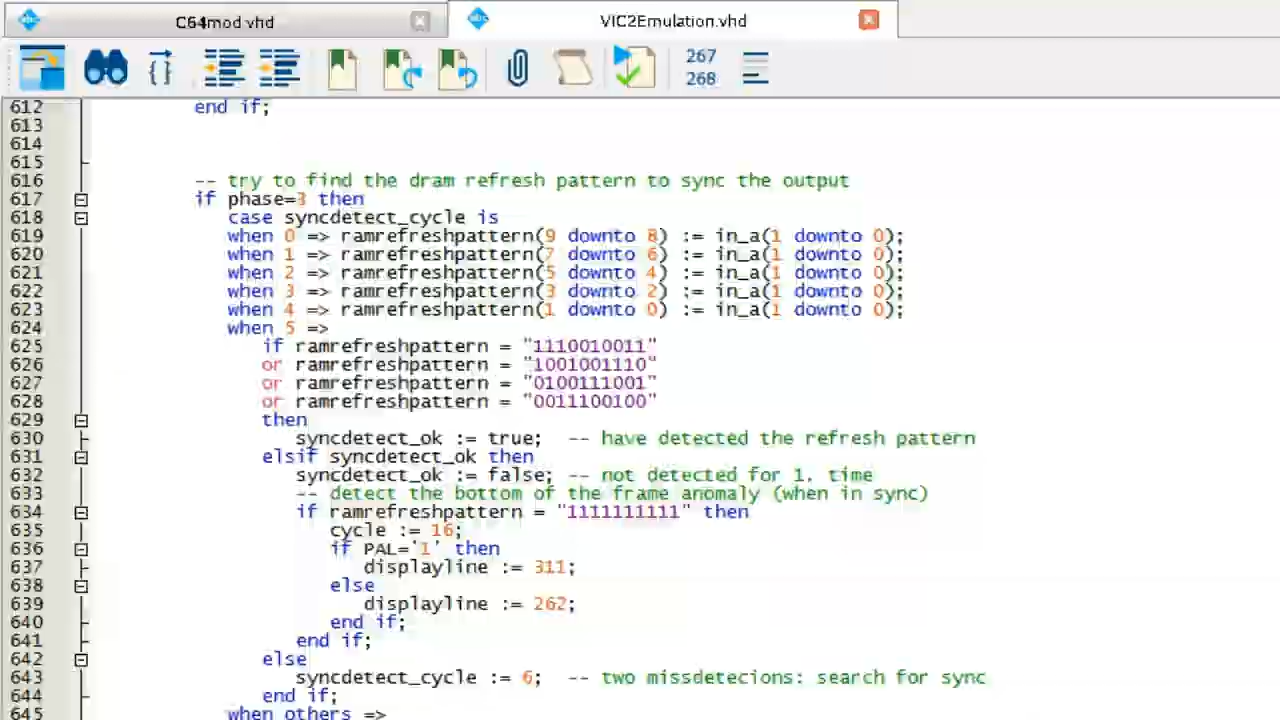 C64mod vhd
VIC2Emulation.vhd
267
268
612 end if;
613
614
615
616 -- try to find the dram refresh pattern to sync the output
617 if phase=3 then
618 case syncdetect_cycle is
619 when 0 => ramrefreshpattern(9 downto 8) := in_a(1 downto 0);
620 when 1 => ramrefreshpattern(7 downto 6) := in_a(1 downto 0);
621 when 2 => ramrefreshpattern(5 downto 4) := in_a(1 downto 0);
622 when 3 => ramrefreshpattern(3 downto 2) := in_a(1 downto 0);
623 when 4 => ramrefreshpattern(1 downto 0) := in_a(1 downto 0);
624 when 5 =>
625 if ramrefreshpattern = "1110010011"
626 or ramrefreshpattern = "1001001110"
627 or ramrefreshpattern = "0100111001"
628 or ramrefreshpattern = "0011100100"
629 then
630 syncdetect_ok := true; -- have detected the refresh pattern
631 elsif syncdetect_ok then
632 syncdetect_ok := false; -- not detected for 1. time
633 -- detect the bottom of the frame anomaly (when in sync)
634 if ramrefreshpattern = "1111111111" then
635 cycle := 16;
636 if PAL='1' then
637 displayline := 311;
638 else
639 displayline := 262;
640 end if;
641 end if;
642 else
643 syncdetect_cycle := 6; -- two missdetecions: search for sync
644 end if;
645 when others =>